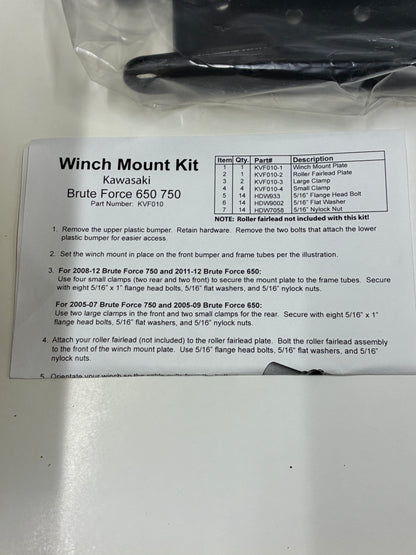 Winch Mount Kit
Kawasaki
Brute Force 650 750
Part Number: KVF010
Item Qty. Part# Description
1 1 KVF010-1 Winch Mount Plate
2 1 KVF010-2 Roller Fairlead Plate
3 2 KVF010-3 Large Clamp
4 4 KVF010-4 Small Clamp
5 14 HDW933 5/16" Flange Head Bolt
6 14 HDW9002 5/16" Flat Washer
7 14 HDW7058 5/16" Nylock Nut
NOTE: Roller fairlead not included with this kit!
1. Remove the upper plastic bumper. Retain hardware. Remove the two bolts that attach the lower
plastic bumper for easier access.
2. Set the winch mount in place on the front bumper and frame tubes per the illustration.
3. For 2008-12 Brute Force 750 and 2011-12 Brute Force 650:
Use four small clamps (two rear and two front) to secure the mount plate to the frame tubes. Secure
with eight 5/16" x 1" flange head bolts, 5/16" flat washers, and 5/16" nylock nuts.
For 2005-07 Brute Force 750 and 2005-09 Brute Force 650:
Use two large clamps in the front and two small clamps for the rear. Secure with eight 5/16" x 1"
flange head bolts, 5/16" flat washers, and 5/16" nylock nuts.
4. Attach your roller fairlead (not included) to the roller fairlead plate. Bolt the roller fairlead assembly
to the front of the winch mount plate. Use 5/16" flange head bolts, 5/16" flat washers, and 5/16"
nylock nuts.
5. Orientate your winch so the cable